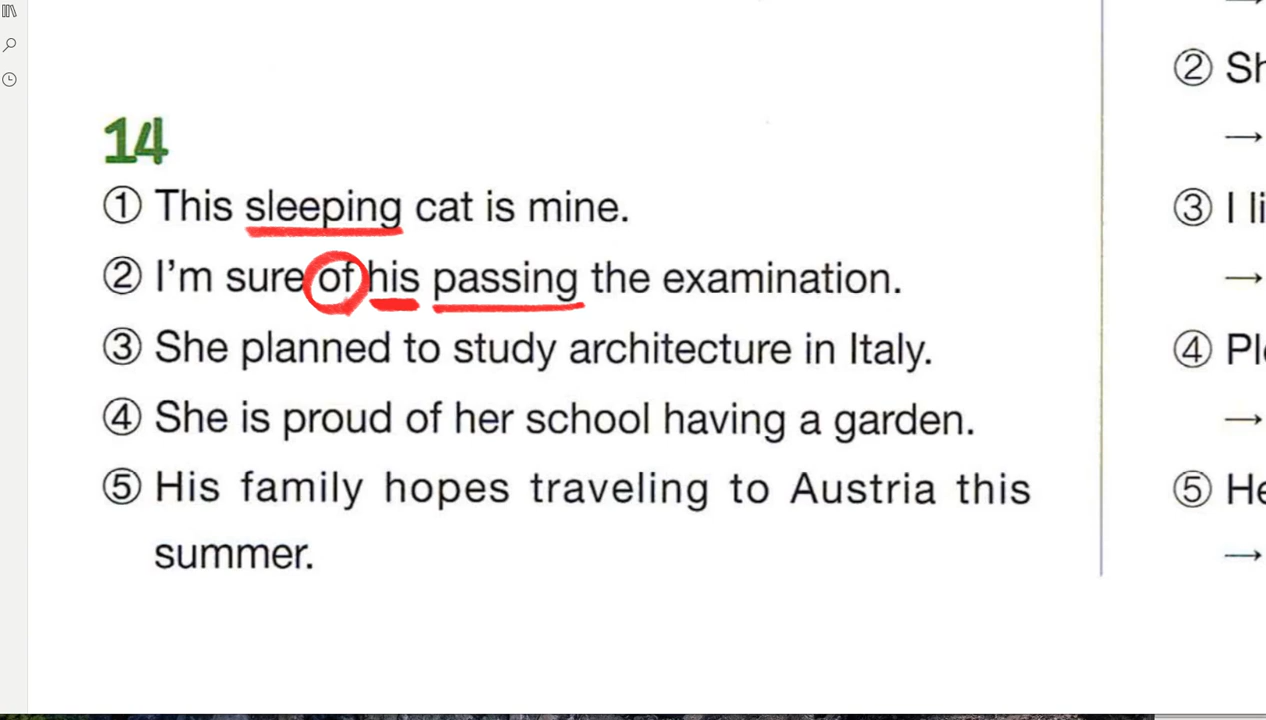 14
① This sleeping cat is mine.
② I'm sure of his passing the examination.
③ She planned to study architecture in Italy.
④ She is proud of her school having a garden.
⑤ His family hopes traveling to Austria this
summer.
→
② Sh
→
③ I li
→
④ Pl
→
⑤ He
→